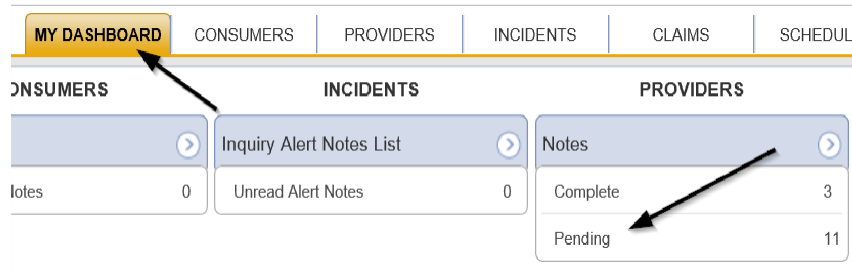 MY DASHBOARD CONSUMERS PROVIDERS INCIDENTS CLAIMS SCHEDUL
ONSUMERS INCIDENTS PROVIDERS
Inquiry Alert Notes List Notes
lotes 0 Unread Alert Notes 0 Complete 3
Pending 11